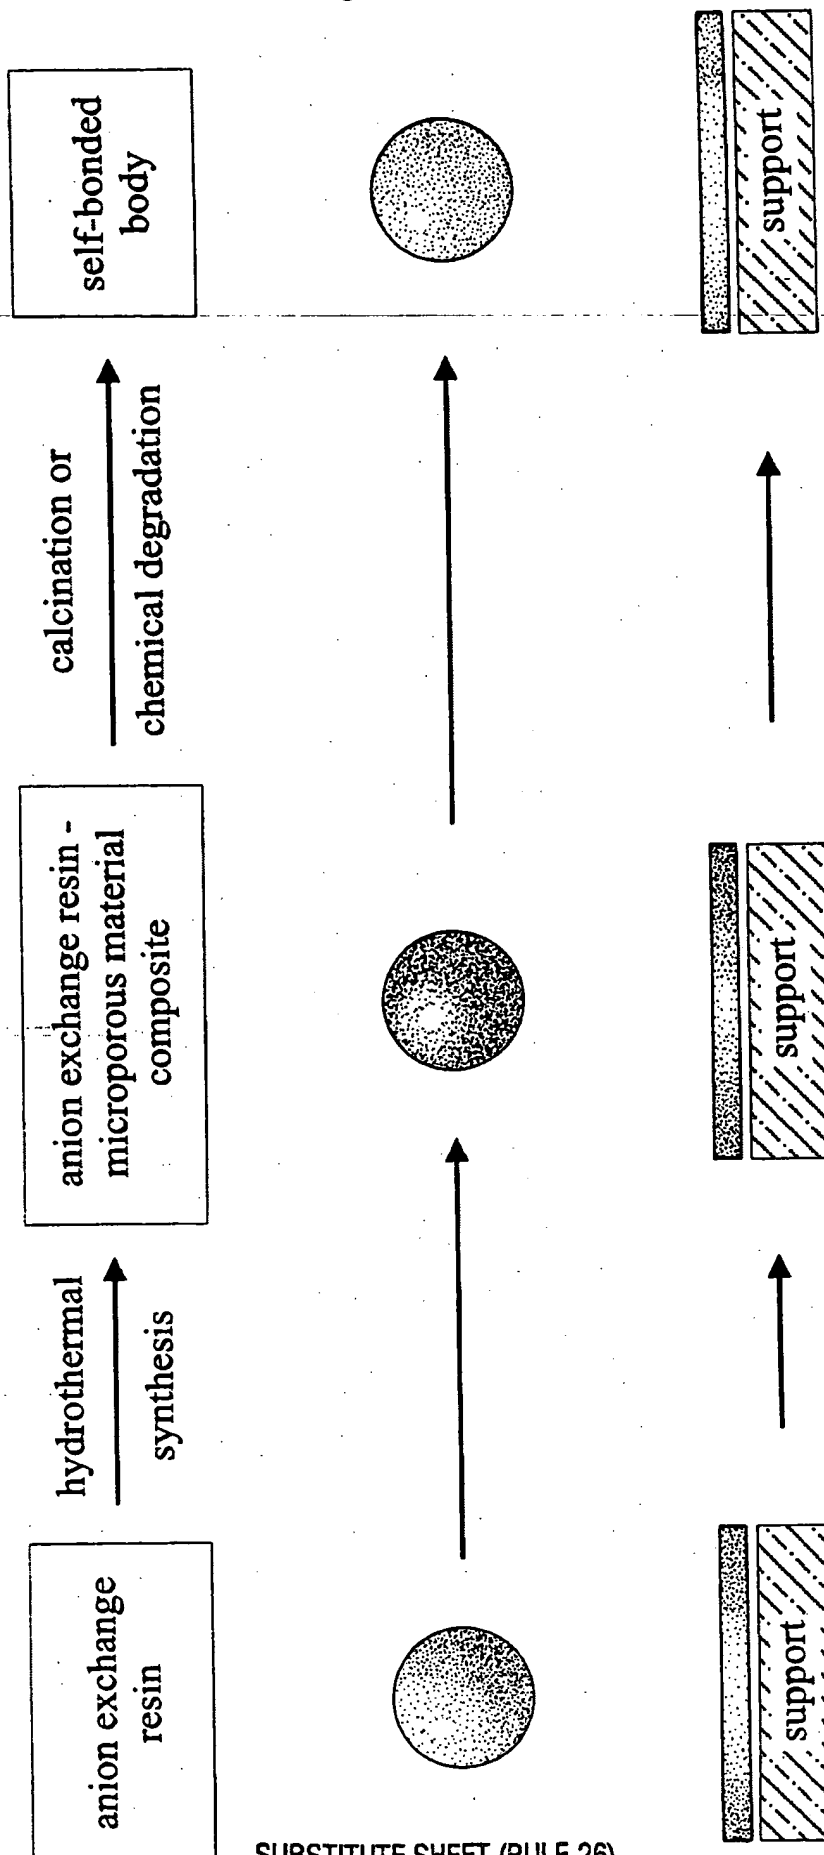 anion exchange
resin
hydrothermal
synthesis
anion exchange resin -
microporous material
composite
calcination or
chemical degradation
self-bonded
body
support
support
support
SUBSTITUTE SHEET (RULE 26)